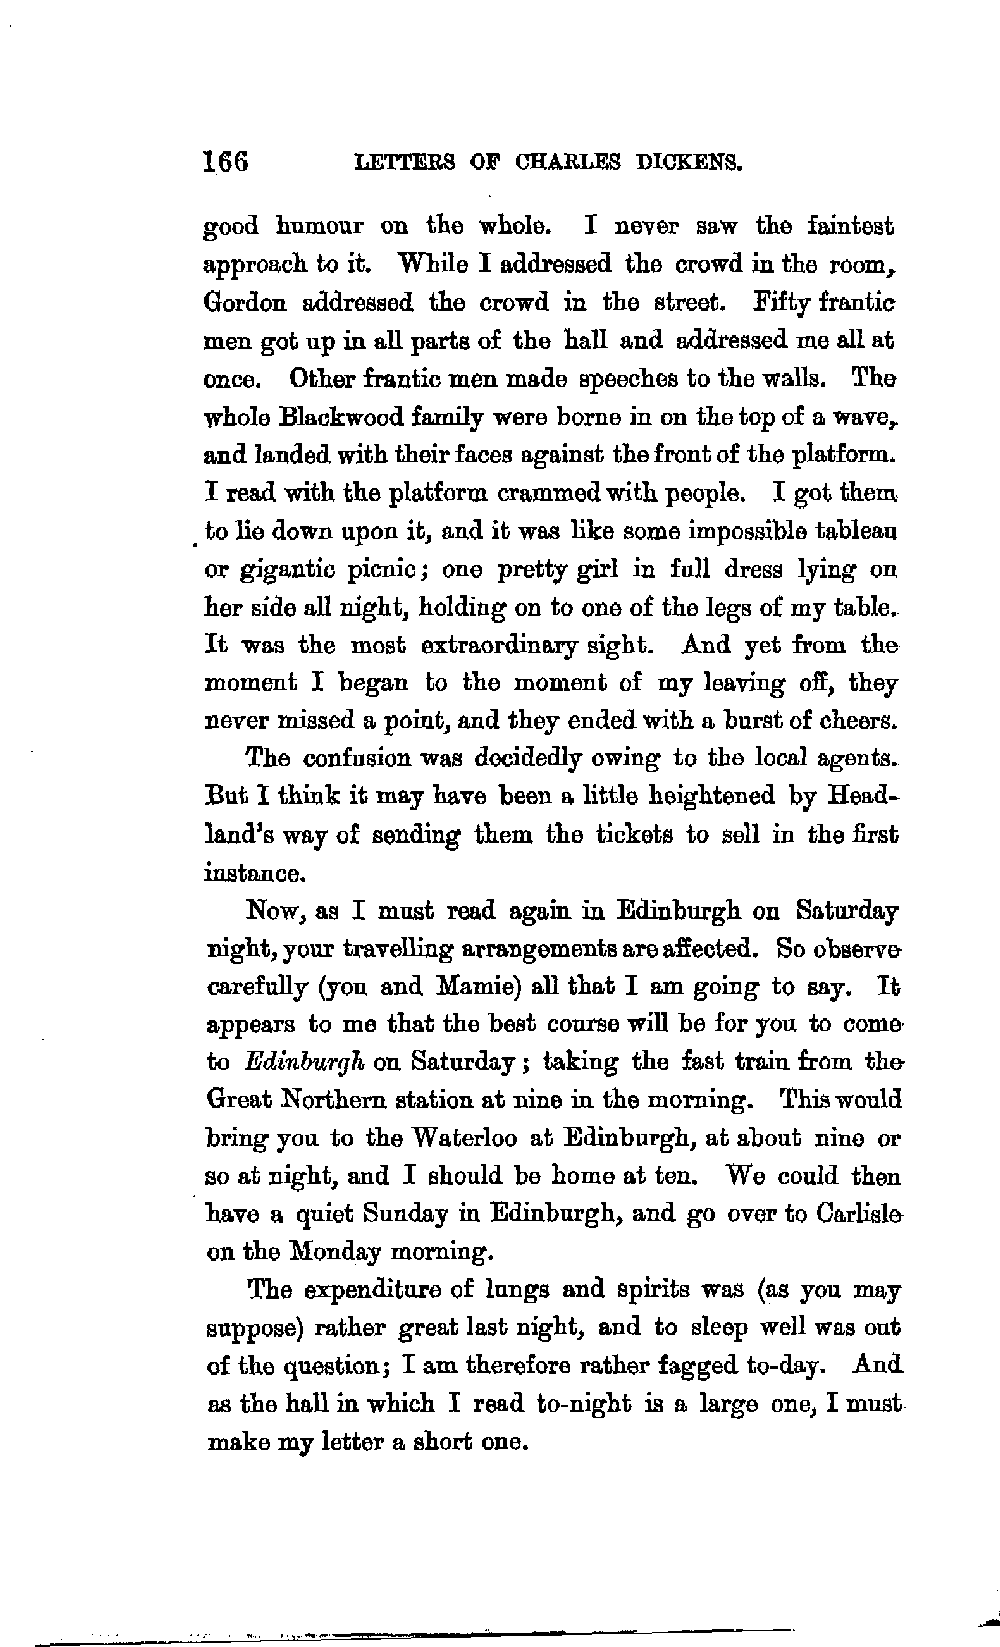 166 LETTERS OF CHARLES DICKENS.
good humour on the whole. I never saw the faintest
approach to it. While I addressed the crowd in the room,
Gordon addressed the crowd in the street. Fifty frantic
men got up in all parts of the hall and addressed me all at
once. Other frantic men made speeches to the walls. The
whole Blackwood family were borne in on the top of a wave,
and landed with their faces against the front of the platform.
I read with the platform crammed with people. I got them
to lie down upon it, and it was like some impossible tableau
or gigantic picnic; one pretty girl in full dress lying on
her side all night, holding on to one of the legs of my table.
It was the most extraordinary sight. And yet from the
moment I began to the moment of my leaving off, they
never missed a point, and they ended with a burst of cheers.
The confusion was decidedly owing to the local agents.
But I think it may have been a little heightened by Head-
land's way of sending them the tickets to sell in the first
instance.
Now, as I must read again in Edinburgh on Saturday
night, your travelling arrangements are affected. So observe
carefully (you and Mamie) all that I am going to say. It
appears to me that the best course will be for you to come
to Edinburgh on Saturday; taking the fast train from the
Great Northern station at nine in the morning. This would
bring you to the Waterloo at Edinburgh, at about nine or
so at night, and I should be home at ten. We could then
have a quiet Sunday in Edinburgh, and go over to Carlisle
on the Monday morning.
The expenditure of lungs and spirits was (as you may
suppose) rather great last night, and to sleep well was out
of the question; I am therefore rather fagged to-day. And
as the hall in which I read to-night is a large one, I must
make my letter a short one.